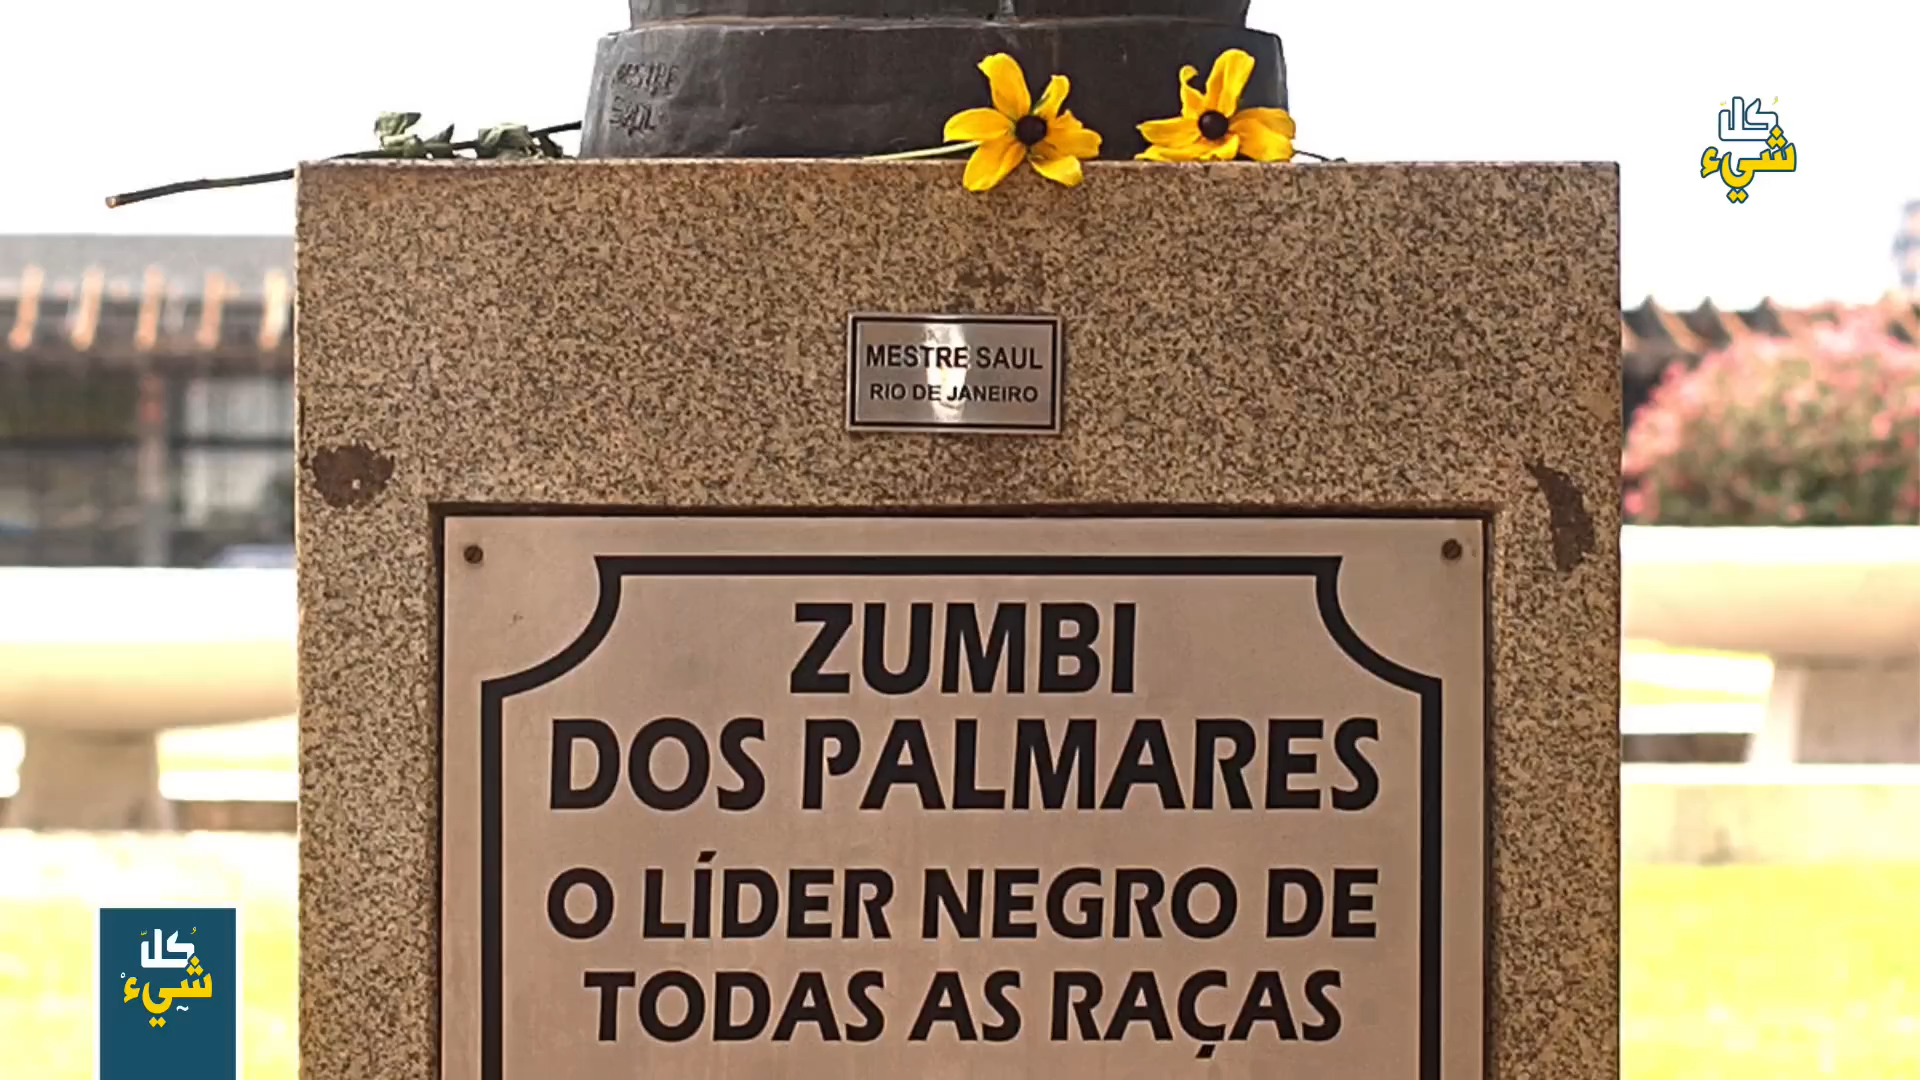 MESTRE
SAUL
كلّ
شيء
MESTRE SAUL
RIO DE JANEIRO
ZUMBI
DOS PALMARES
O LÍDER NEGRO DE
TODAS AS RAÇAS
كُلّ
شيء